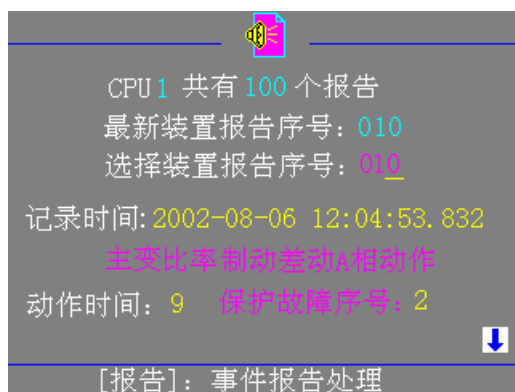 CPU 1 共有 100 个报告
最新装置报告序号：010
选择装置报告序号：010
记录时间:2002-08-06 12:04:53.832
主变比率制动差动A相动作
动作时间：9 保护故障序号：2
[报告]：事件报告处理